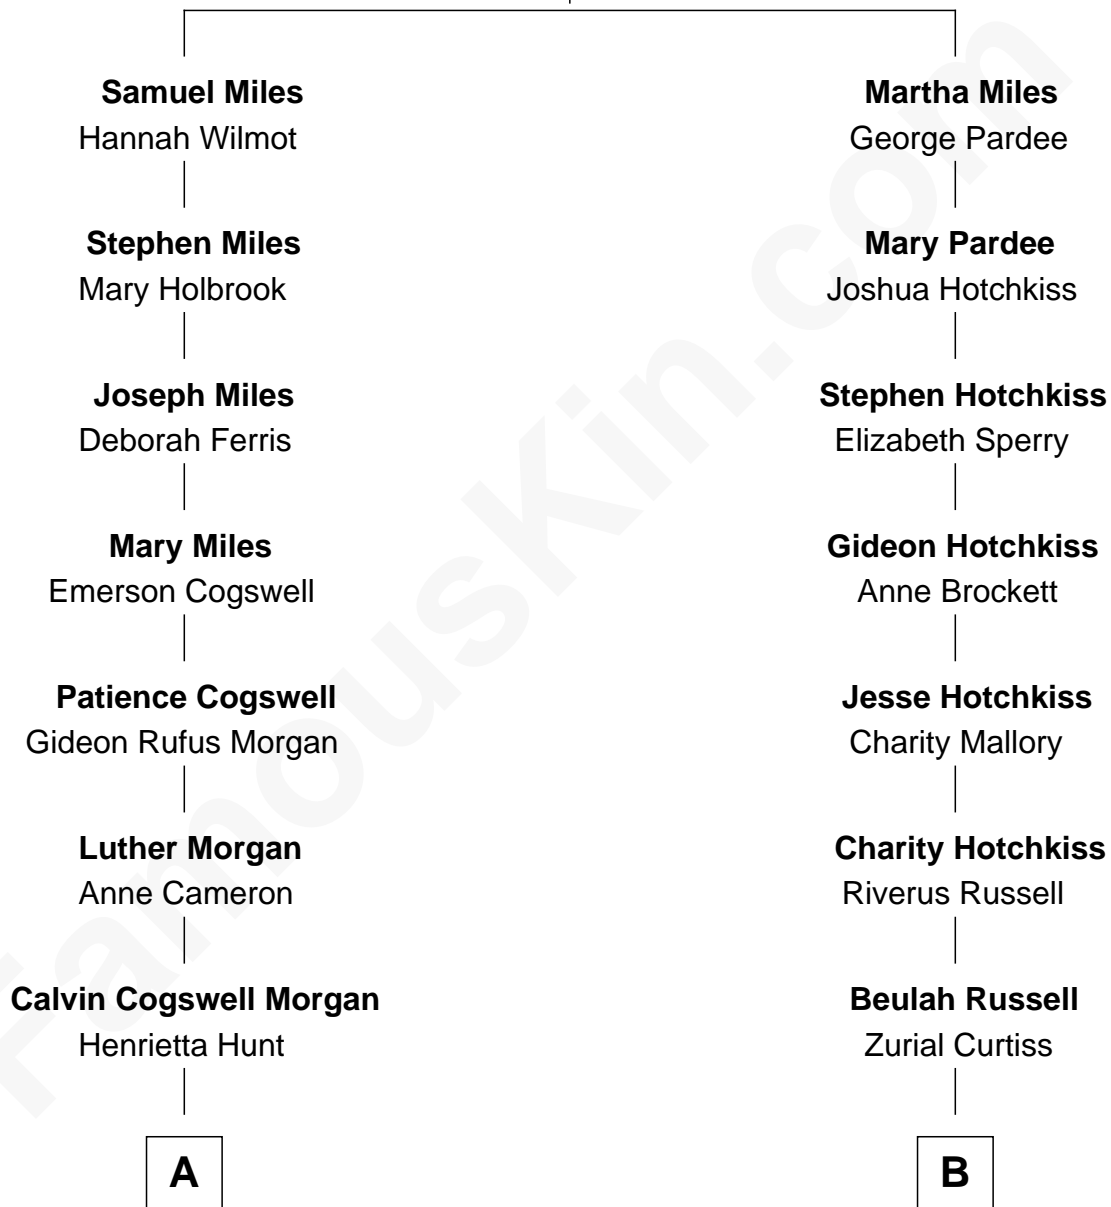 Samuel Miles
Hannah Wilmot
Stephen Miles
Mary Holbrook
Joseph Miles
Deborah Ferris
Mary Miles
Emerson Cogswell
Patience Cogswell
Gideon Rufus Morgan
Luther Morgan
Anne Cameron
Calvin Cogswell Morgan
Henrietta Hunt
A
Martha Miles
George Pardee
Mary Pardee
Joshua Hotchkiss
Stephen Hotchkiss
Elizabeth Sperry
Gideon Hotchkiss
Anne Brockett
Jesse Hotchkiss
Charity Mallory
Charity Hotchkiss
Riverus Russell
Beulah Russell
Zurial Curtiss
B
FamousKin.com